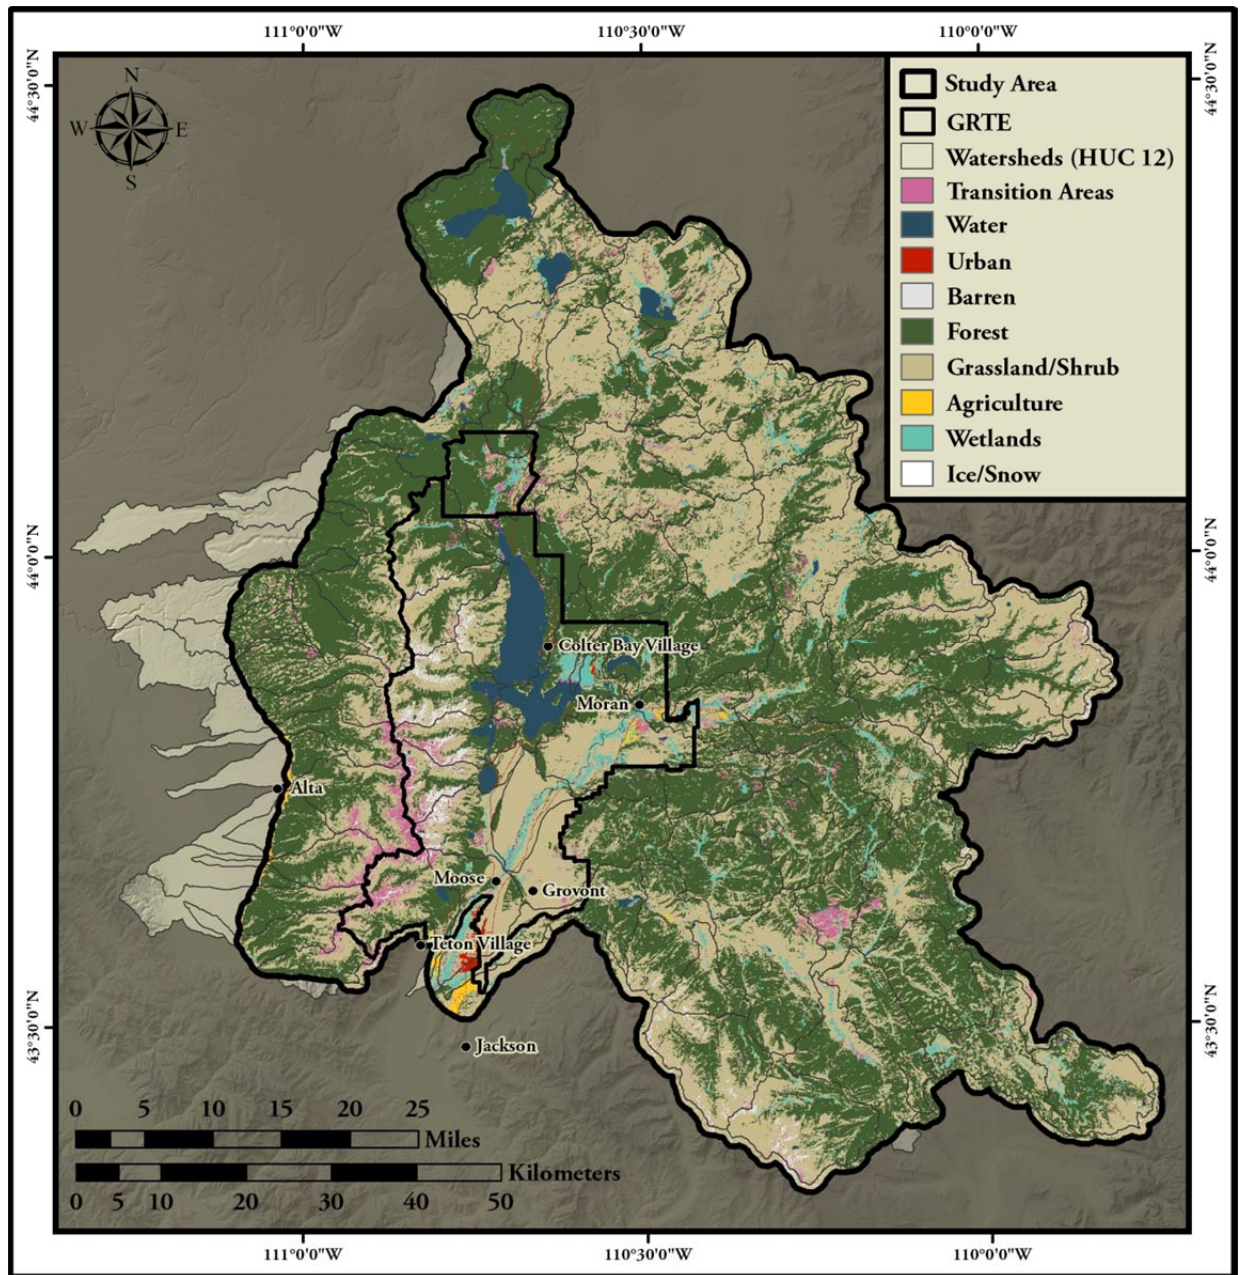 111°0'0"W
110°30'0"W
110°0'0"W
44°30'0"N
44°30'0"N
N
W
E
S
Study Area
GRTE
Watersheds (HUC 12)
Transition Areas
Water
Urban
Barren
Forest
Grassland/Shrub
Agriculture
Wetlands
Ice/Snow
44°0'0"N
44°0'0"N
Colter Bay Village
Moran
Alta
Moose
Grovont
Teton Village
43°30'0"N
43°30'0"N
Jackson
0 5 10 15 20 25
Miles
Kilometers
0 5 10 20 30 40 50
111°0'0"W
110°30'0"W
110°0'0"W